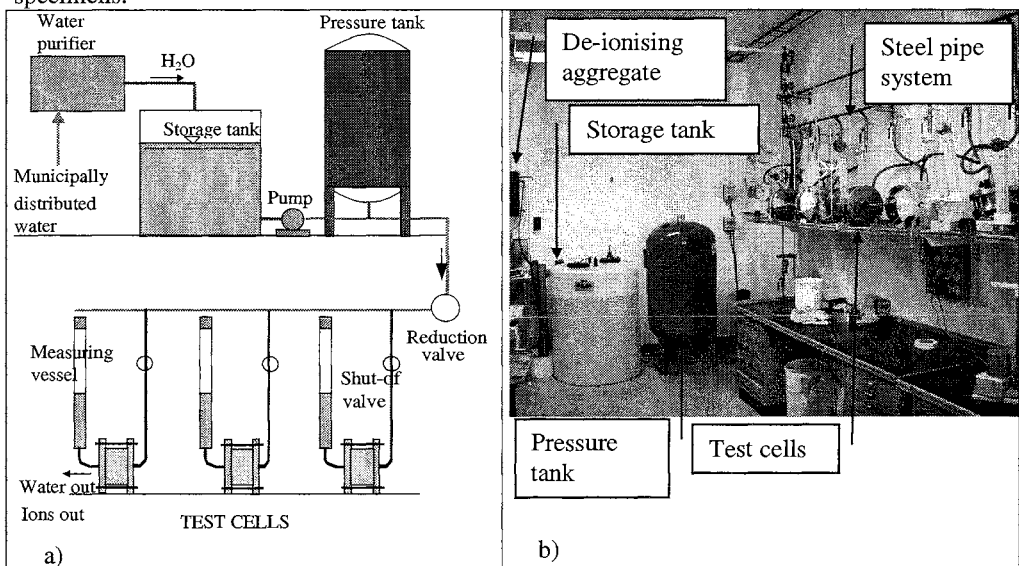 specimens.
Water
purifier
H₂O
Pressure tank
Storage tank
Municipally
distributed
water
Pump
Reduction
valve
Measuring
vessel
Shut-of
valve
Water out
Ions out
TEST CELLS
a)
De-ionising
aggregate
Steel pipe
system
Storage tank
Pressure
tank
Test cells
b)